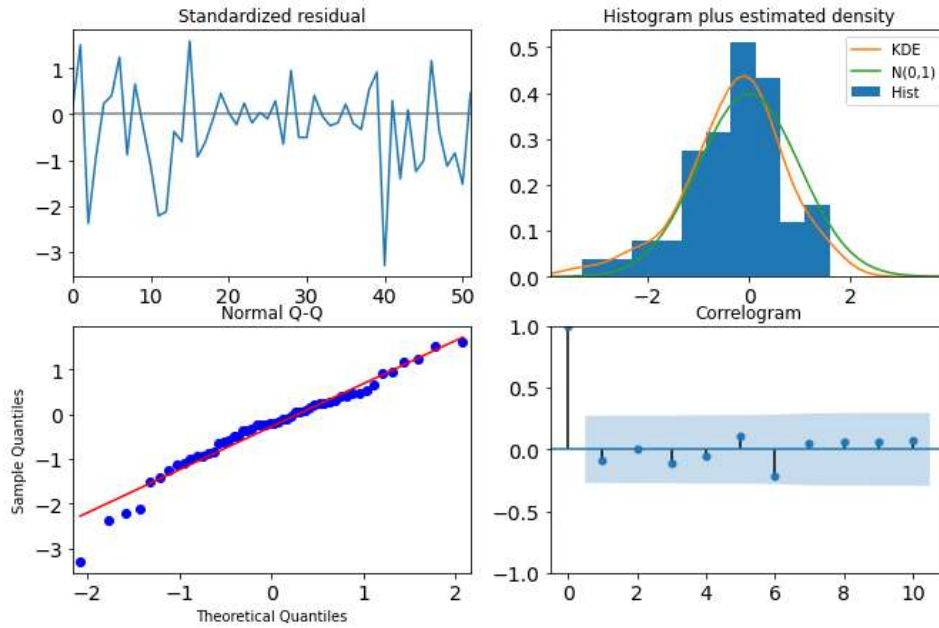 Standardized residual
1
0
−1
−2
−3
0 10 20 30 40 50
Histogram plus estimated density
KDE
N(0,1)
Hist
0.5
0.4
0.3
0.2
0.1
0.0
−2 0 2
Normal Q-Q
Sample Quantiles
1
0
−1
−2
−3
−2 −1 0 1 2
Theoretical Quantiles
Correlogram
1.0
0.5
0.0
−0.5
−1.0
0 2 4 6 8 10